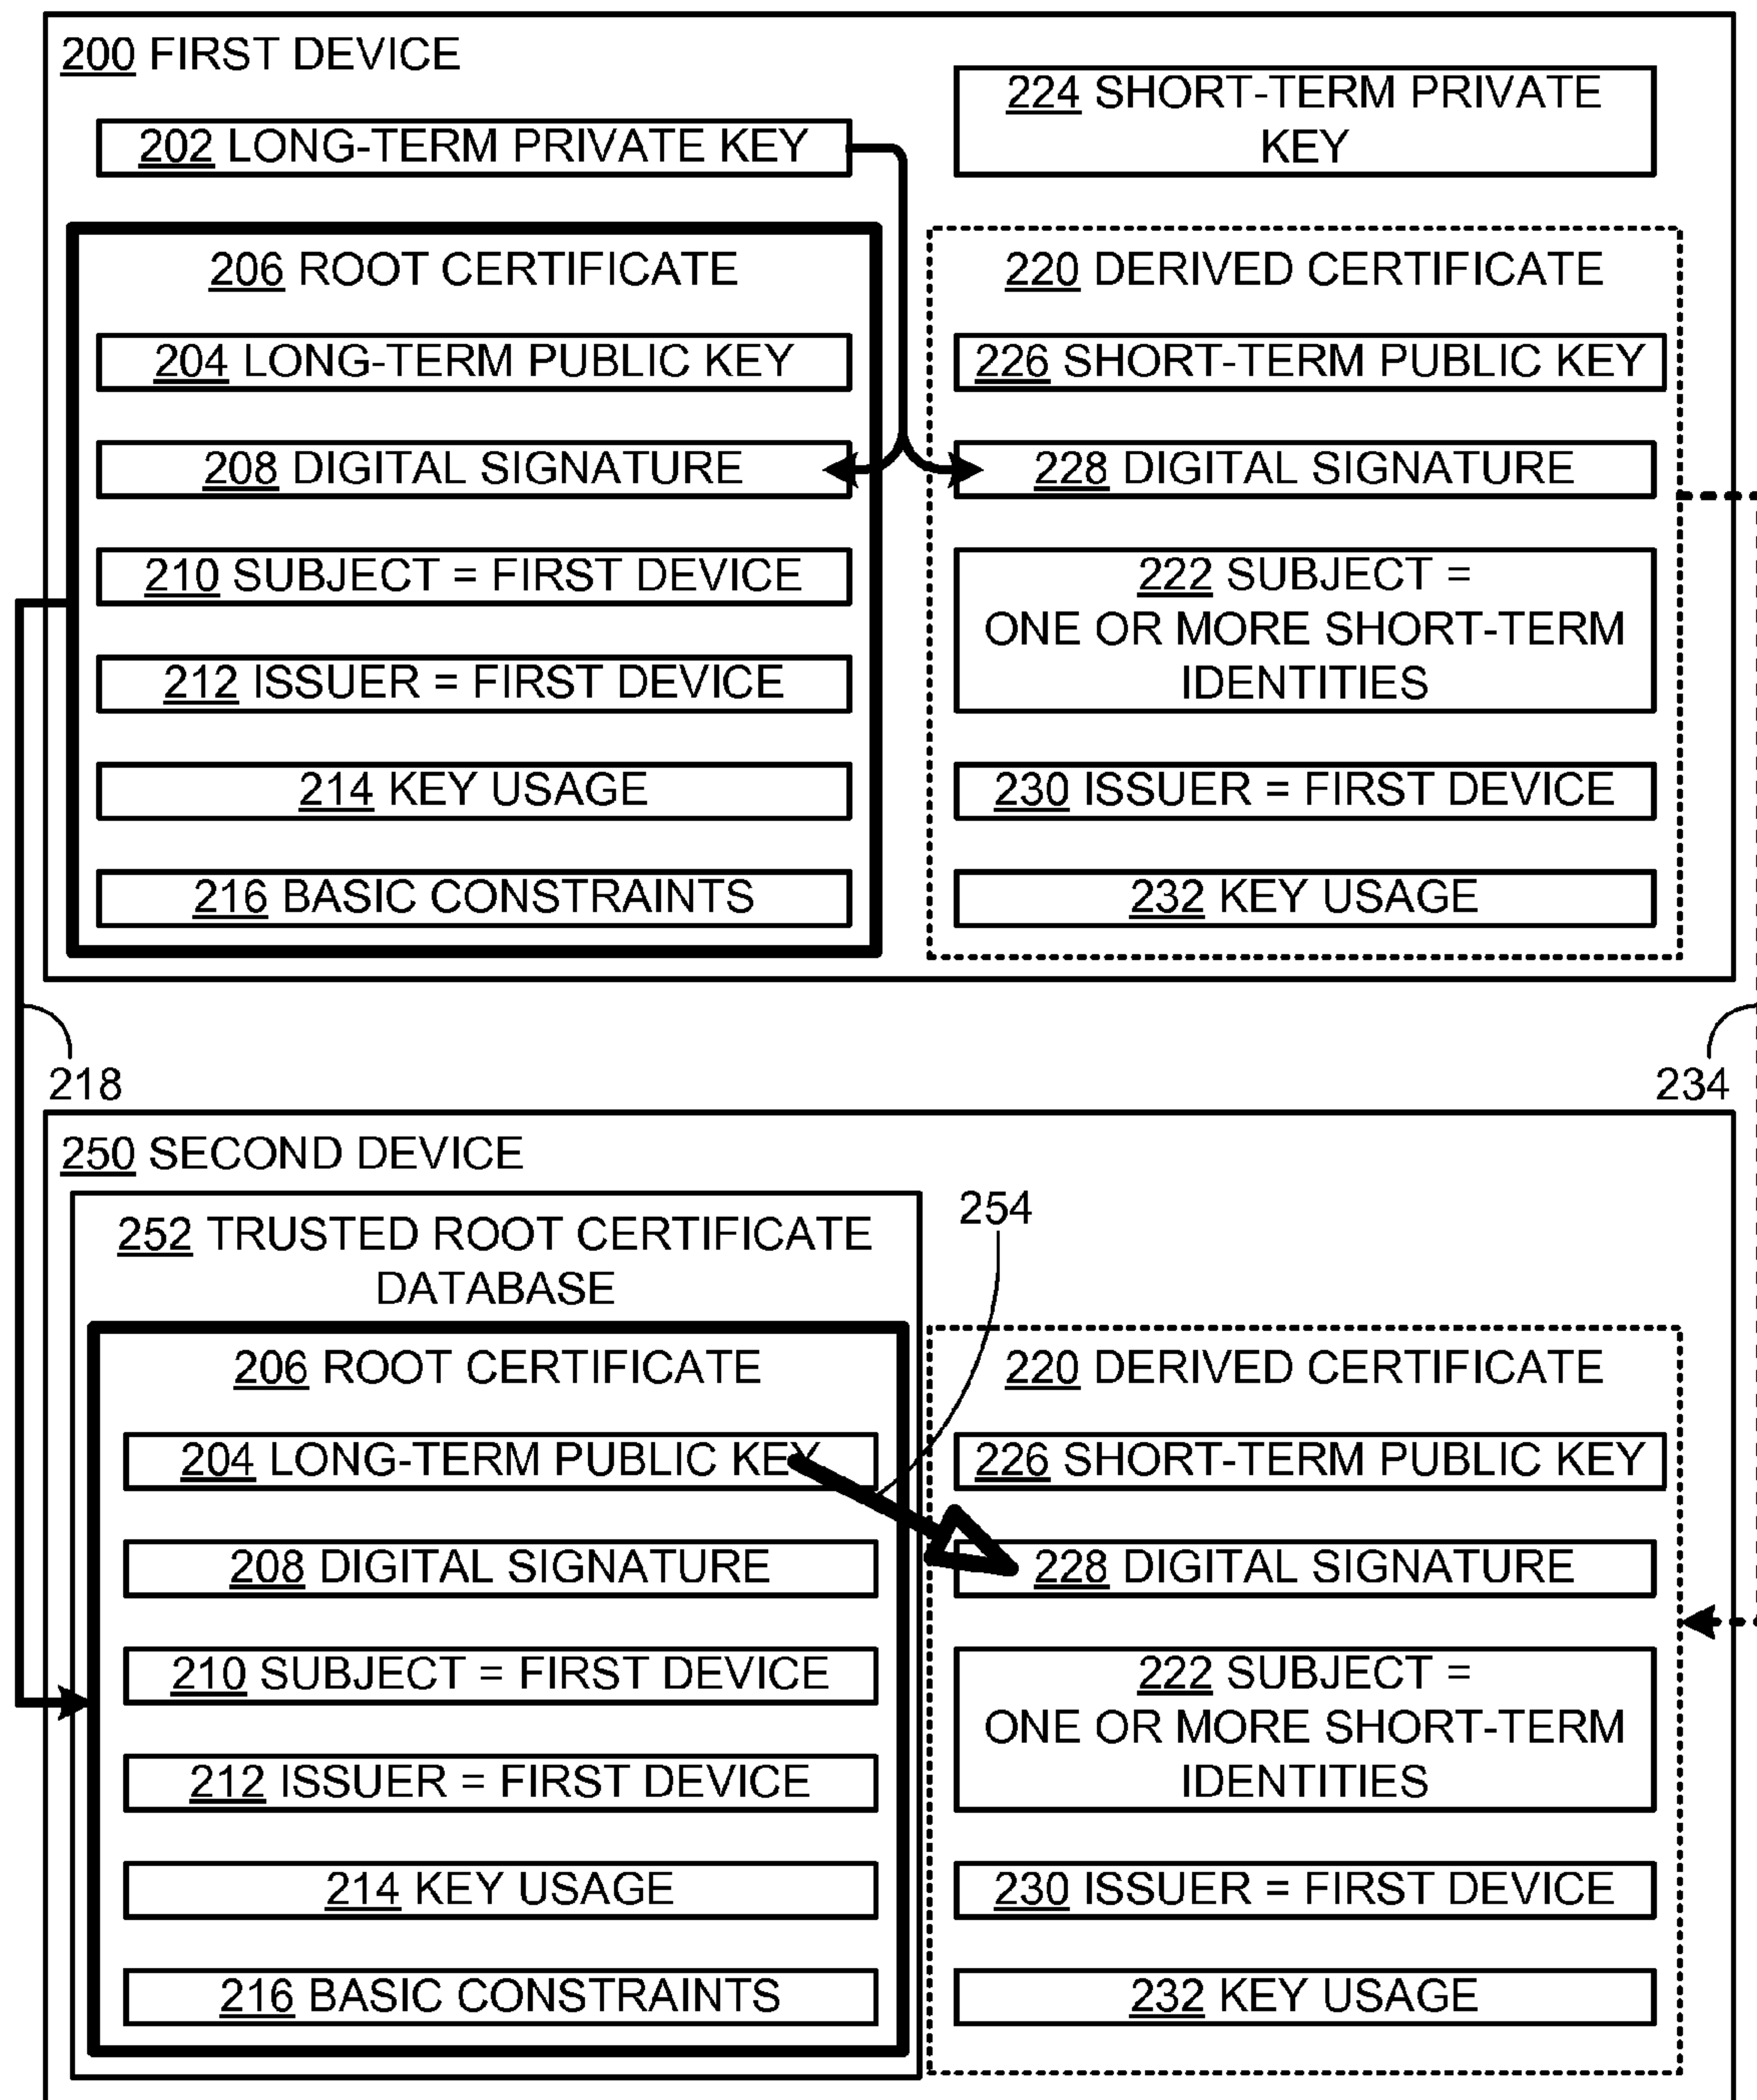 200 FIRST DEVICE
202 LONG-TERM PRIVATE KEY
224 SHORT-TERM PRIVATE
KEY
206 ROOT CERTIFICATE
204 LONG-TERM PUBLIC KEY
208 DIGITAL SIGNATURE
210 SUBJECT = FIRST DEVICE
212 ISSUER = FIRST DEVICE
214 KEY USAGE
216 BASIC CONSTRAINTS
220 DERIVED CERTIFICATE
226 SHORT-TERM PUBLIC KEY
228 DIGITAL SIGNATURE
222 SUBJECT =
ONE OR MORE SHORT-TERM
IDENTITIES
230 ISSUER = FIRST DEVICE
232 KEY USAGE
218
234
250 SECOND DEVICE
252 TRUSTED ROOT CERTIFICATE
DATABASE
254
206 ROOT CERTIFICATE
204 LONG-TERM PUBLIC KEY
208 DIGITAL SIGNATURE
210 SUBJECT = FIRST DEVICE
212 ISSUER = FIRST DEVICE
214 KEY USAGE
216 BASIC CONSTRAINTS
220 DERIVED CERTIFICATE
226 SHORT-TERM PUBLIC KEY
228 DIGITAL SIGNATURE
222 SUBJECT =
ONE OR MORE SHORT-TERM
IDENTITIES
230 ISSUER = FIRST DEVICE
232 KEY USAGE